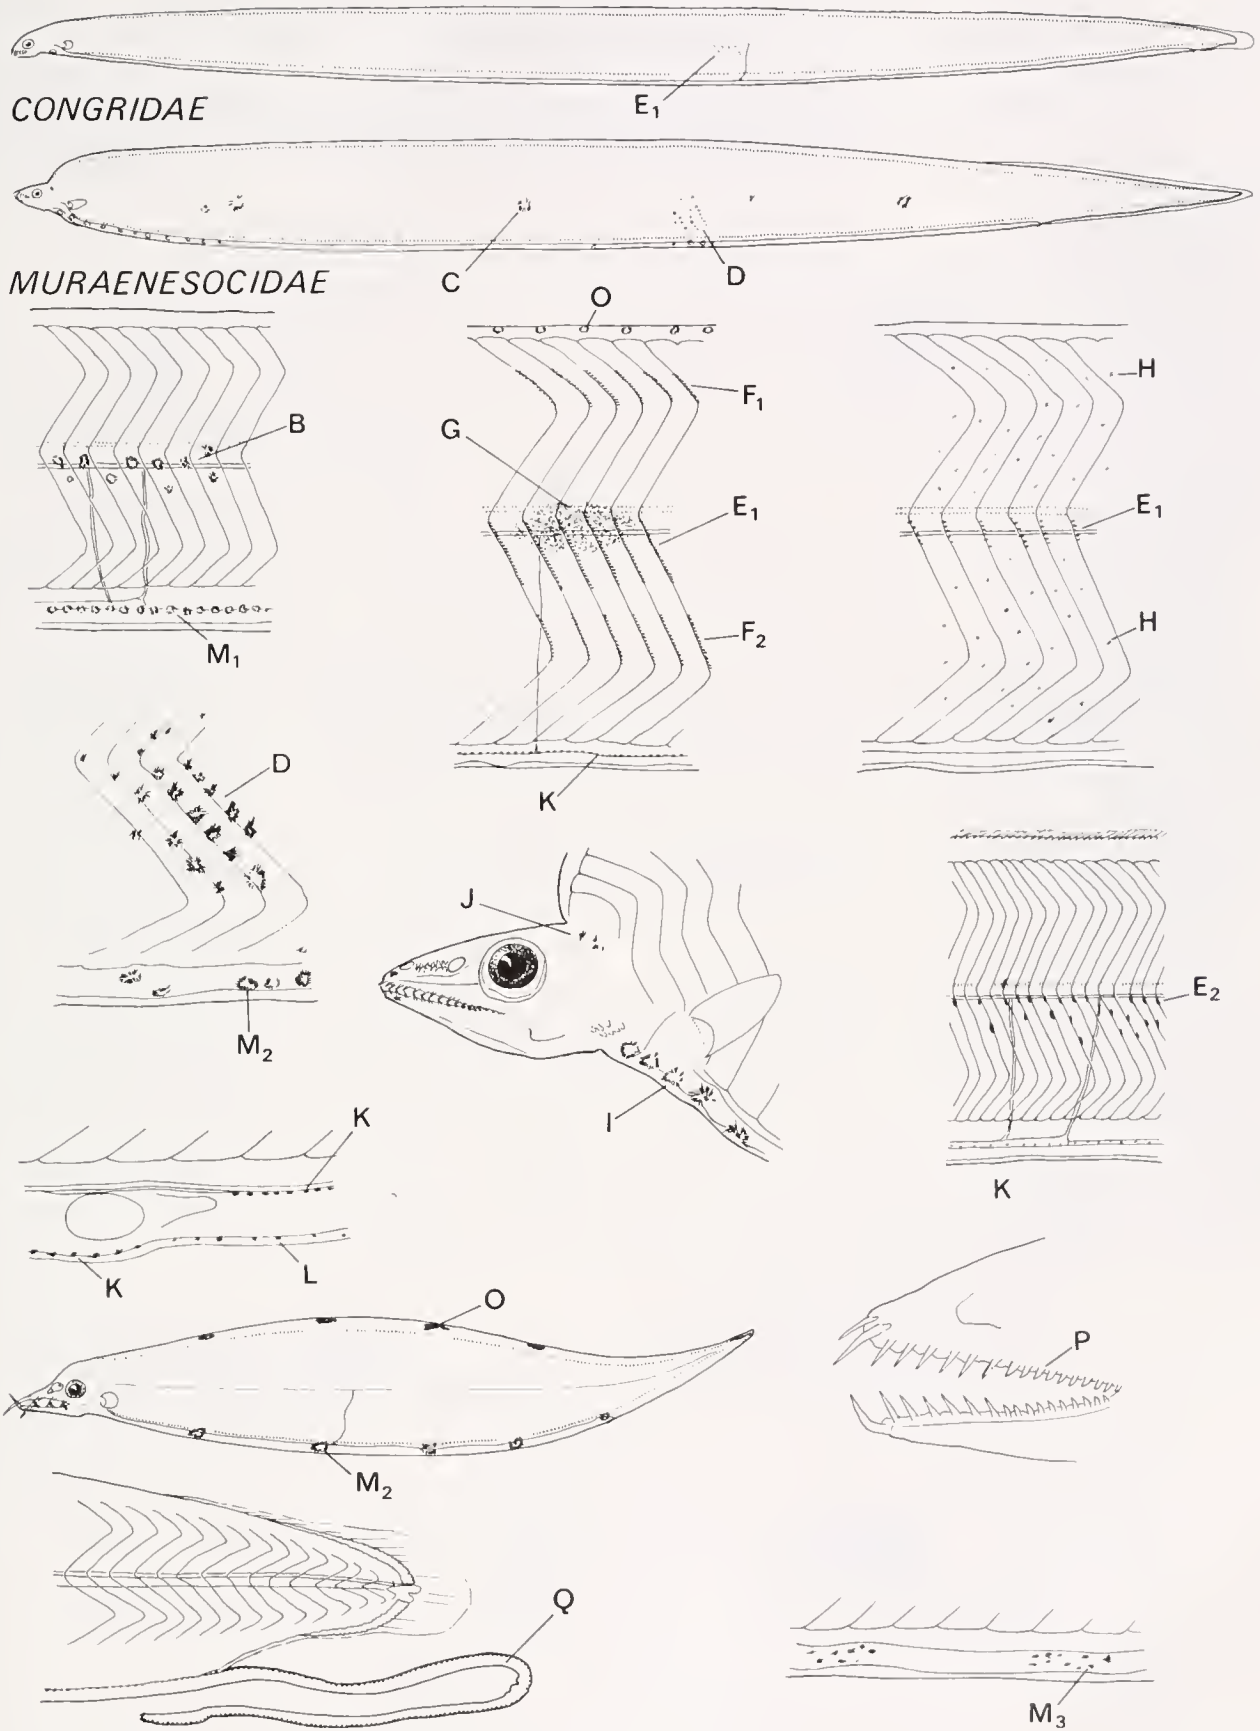 E₁
CONGRIDAE
C
D
MURAENESOCIDAE
O
B
F₁
H
G
E₁
E₁
F₂
H
M₁
K
D
J
E₂
M₂
I
K
K
K
L
O
P
M₂
Q
M₃